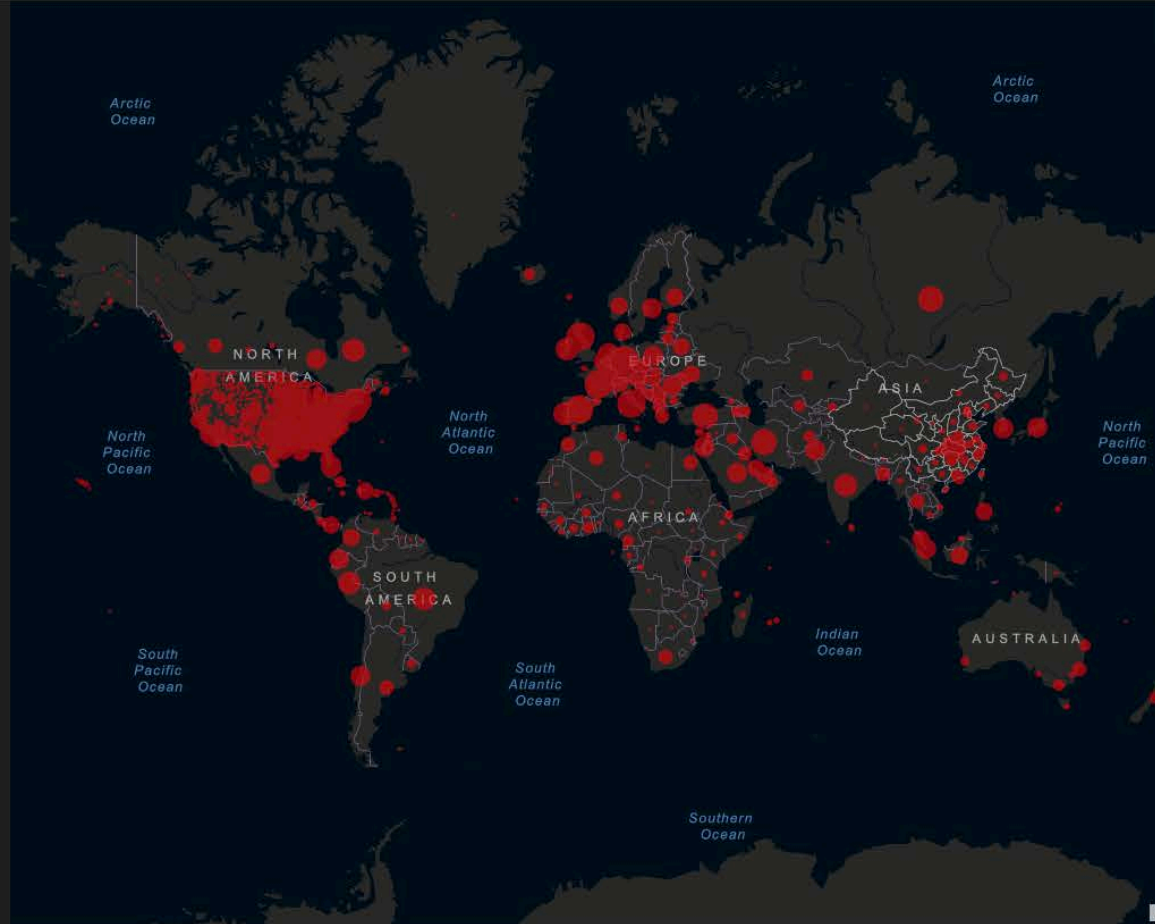 Arctic
Ocean
Arctic
Ocean
NORTH
AMERICA
EUROPE
ASIA
North
Pacific
Ocean
North
Atlantic
Ocean
North
Pacific
Ocean
AFRICA
SOUTH
AMERICA
Indian
Ocean
AUSTRALIA
South
Pacific
Ocean
South
Atlantic
Ocean
Southern
Ocean